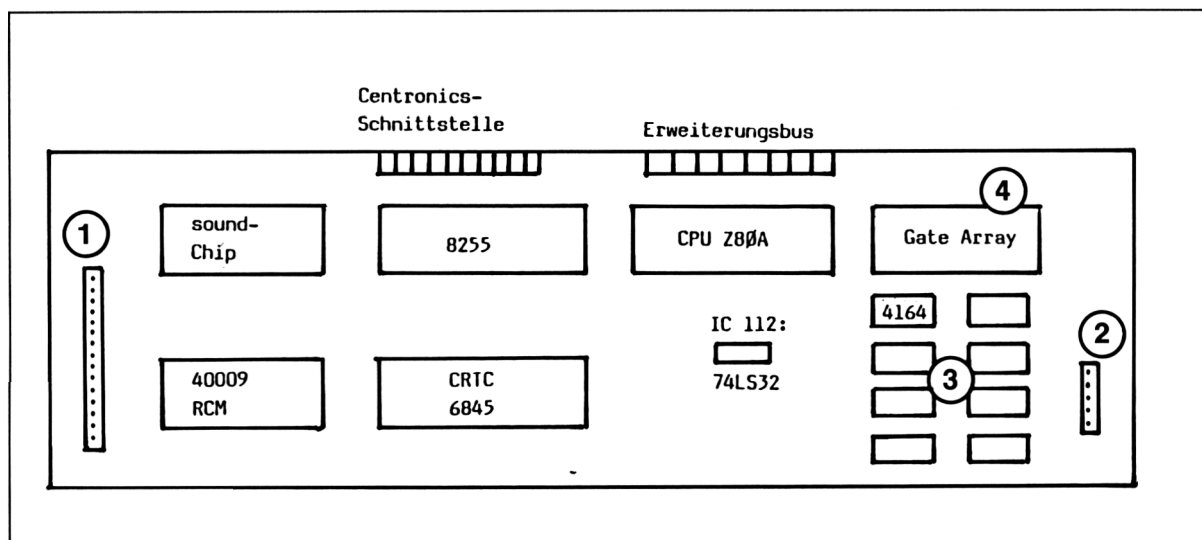 Centronics-
Schnittstelle
Erweiterungsbus
4
1
sound-
Chip
8255
CPU Z80A
Gate Array
4164
IC 112:
2
40009
RCM
CRTC
6845
74LS32
3